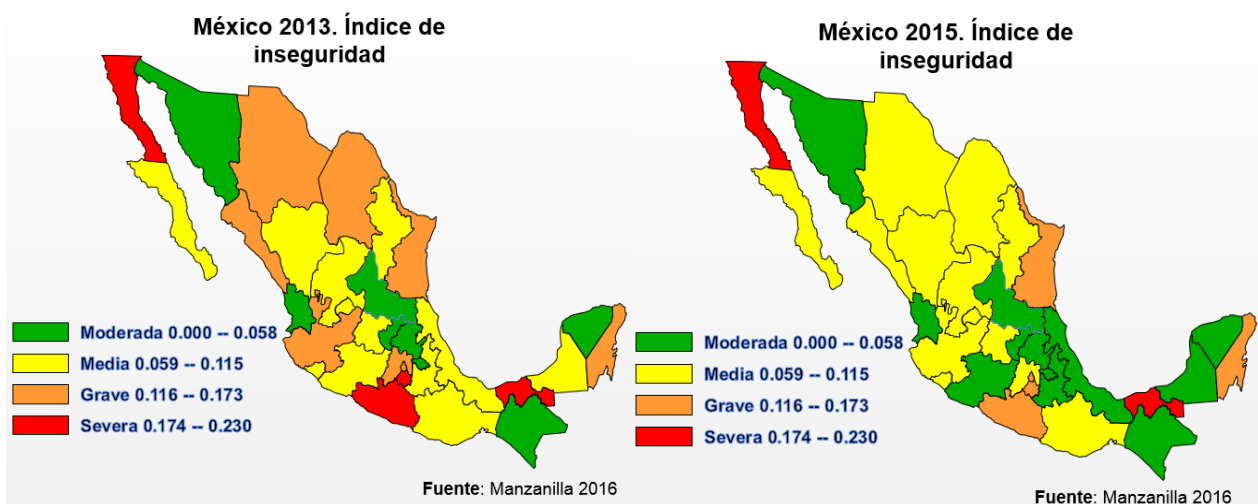 México 2013. Índice de
inseguridad
Moderada 0.000 -- 0.058
Media 0.059 -- 0.115
Grave 0.116 -- 0.173
Severa 0.174 -- 0.230
Fuente: Manzanilla 2016
México 2015. Índice de
inseguridad
Moderada 0.000 -- 0.058
Media 0.059 -- 0.115
Grave 0.116 -- 0.173
Severa 0.174 -- 0.230
Fuente: Manzanilla 2016